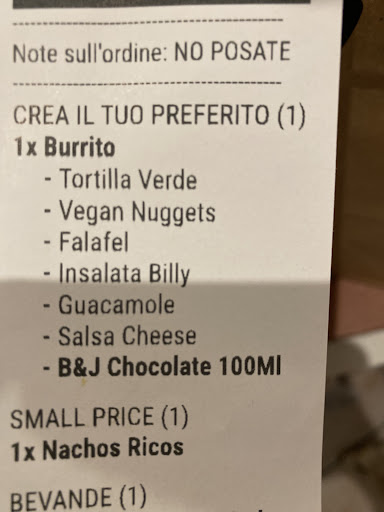 Note sull'ordine: NO POSATE
CREA IL TUO PREFERITO (1)
1x Burrito
- Tortilla Verde
- Vegan Nuggets
- Falafel
- Insalata Billy
- Guacamole
- Salsa Cheese
- B&J Chocolate 100Ml
SMALL PRICE (1)
1x Nachos Ricos
BEVANDE (1)